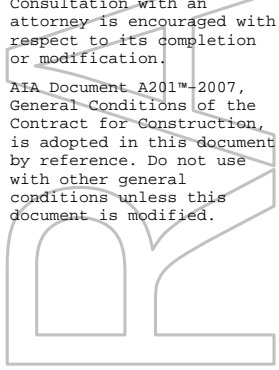 Consultation with an
attorney is encouraged with
respect to its completion
or modification.
AIA Document A201™–2007,
General Conditions of the
Contract for Construction,
is adopted in this document
by reference. Do not use
with other general
conditions unless this
document is modified.